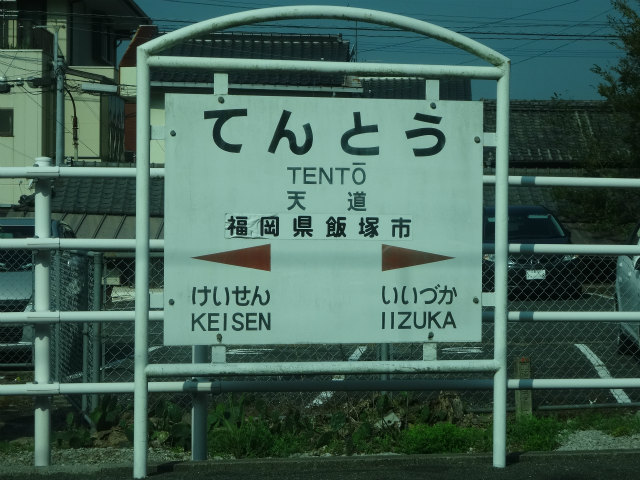 てんとう
TENTŌ
天道
福岡県飯塚市
けいせん いいづか
KEISEN IIZUKA